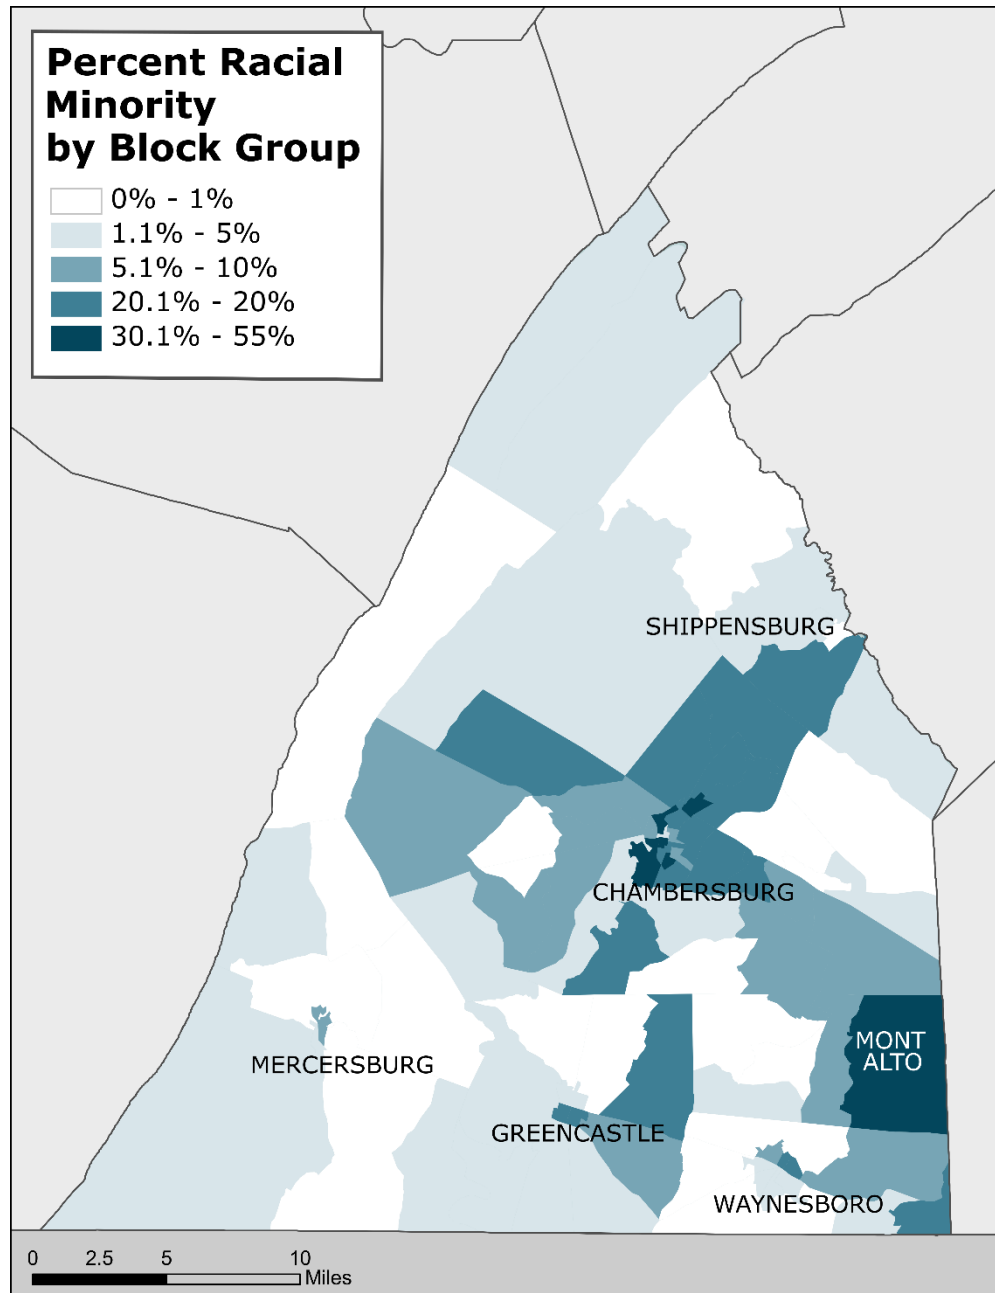 Percent Racial
Minority
by Block Group
0% - 1%
1.1% - 5%
5.1% - 10%
20.1% - 20%
30.1% - 55%
SHIPPENSBURG
CHAMBERSBURG
MONT
ALTO
MERCERSBURG
GREENCASTLE
WAYNESBORO
0 2.5 5 10
Miles